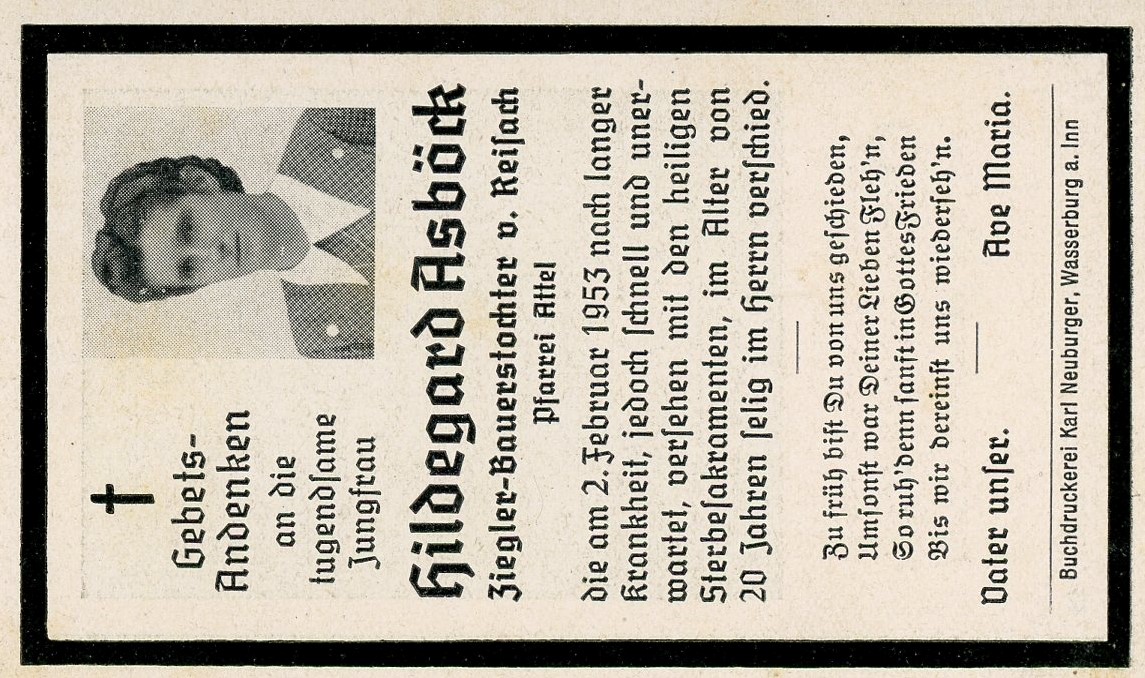 Gebets-
Andenken
an die
tugendſame
Jungfrau
Hildegard Asböck
Ziegler-Bauerstochter v. Reiſach
Pfarrei Attel
die am 2. Februar 1953 nach langer
Krankheit, jedoch ſchnell und uner-
wartet, verſehen mit den heiligen
Sterbeſakramenten, im Alter von
20 Jahren ſelig im Herrn verſchied.
Zu früh biſt Du von uns geſchieden,
Umſonſt war Deiner Lieben Fleh'n,
So ruh' denn ſanft in Gottes Frieden
Bis wir dereinſt uns wiederſeh'n.
Vater unſer. Ave Maria.
Buchdruckerei Karl Neuburger, Wasserburg a. Inn